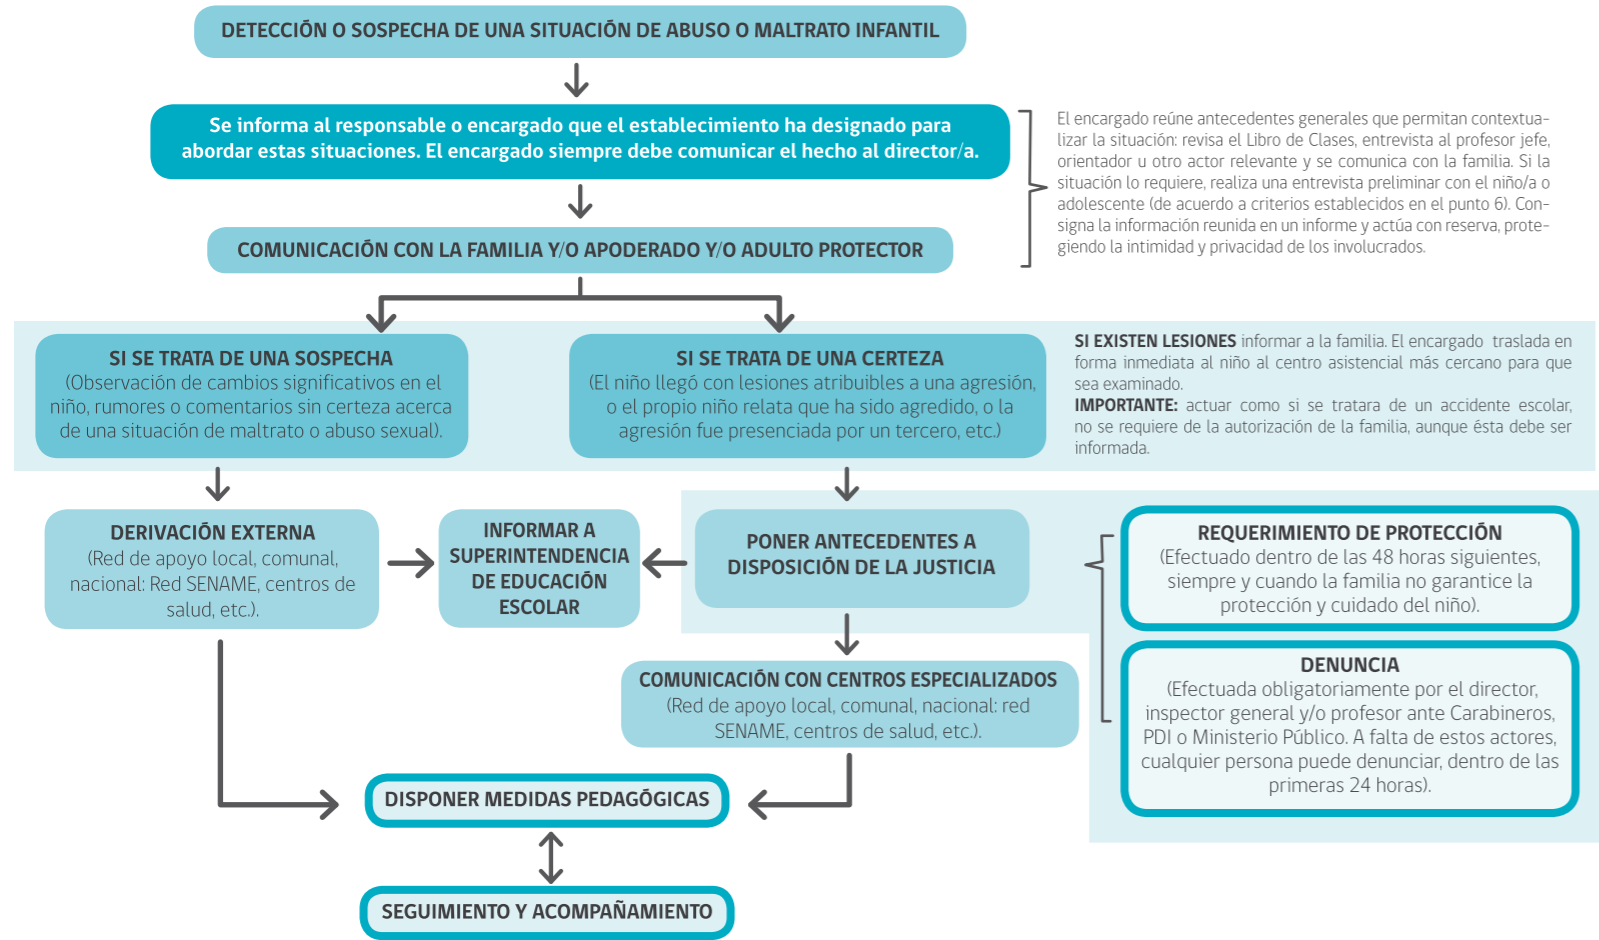 DETECCIÓN O SOSPECHA DE UNA SITUACIÓN DE ABUSO O MALTRATO INFANTIL
Se informa al responsable o encargado que el establecimiento ha designado para
abordar estas situaciones. El encargado siempre debe comunicar el hecho al director/a.
El encargado reúne antecedentes generales que permitan contextua-
lizar la situación: revisa el Libro de Clases, entrevista al profesor jefe,
orientador u otro actor relevante y se comunica con la familia. Si la
situación lo requiere, realiza una entrevista preliminar con el niño/a o
adolescente (de acuerdo a criterios establecidos en el punto 6). Con-
signa la información reunida en un informe y actúa con reserva, prote-
giendo la intimidad y privacidad de los involucrados.
COMUNICACIÓN CON LA FAMILIA Y/O APODERADO Y/O ADULTO PROTECTOR
SI SE TRATA DE UNA SOSPECHA
(Observación de cambios significativos en el
niño, rumores o comentarios sin certeza acerca
de una situación de maltrato o abuso sexual).
SI SE TRATA DE UNA CERTEZA
(El niño llegó con lesiones atribuibles a una agresión,
o el propio niño relata que ha sido agredido, o la
agresión fue presenciada por un tercero, etc.)
SI EXISTEN LESIONES informar a la familia. El encargado traslada en
forma inmediata al niño al centro asistencial más cercano para que
sea examinado.
IMPORTANTE: actuar como si se tratara de un accidente escolar,
no se requiere de la autorización de la familia, aunque ésta debe ser
informada.
DERIVACIÓN EXTERNA
(Red de apoyo local, comunal,
nacional: Red SENAME, centros de
salud, etc.).
INFORMAR A
SUPERINTENDENCIA
DE EDUCACIÓN
ESCOLAR
PONER ANTECEDENTES A
DISPOSICIÓN DE LA JUSTICIA
REQUERIMIENTO DE PROTECCIÓN
(Efectuado dentro de las 48 horas siguientes,
siempre y cuando la familia no garantice la
protección y cuidado del niño).
DENUNCIA
(Efectuada obligatoriamente por el director,
inspector general y/o profesor ante Carabineros,
PDI o Ministerio Público. A falta de estos actores,
cualquier persona puede denunciar, dentro de las
primeras 24 horas).
COMUNICACIÓN CON CENTROS ESPECIALIZADOS
(Red de apoyo local, comunal, nacional: red
SENAME, centros de salud, etc.).
DISPONER MEDIDAS PEDAGÓGICAS
SEGUIMIENTO Y ACOMPAÑAMIENTO